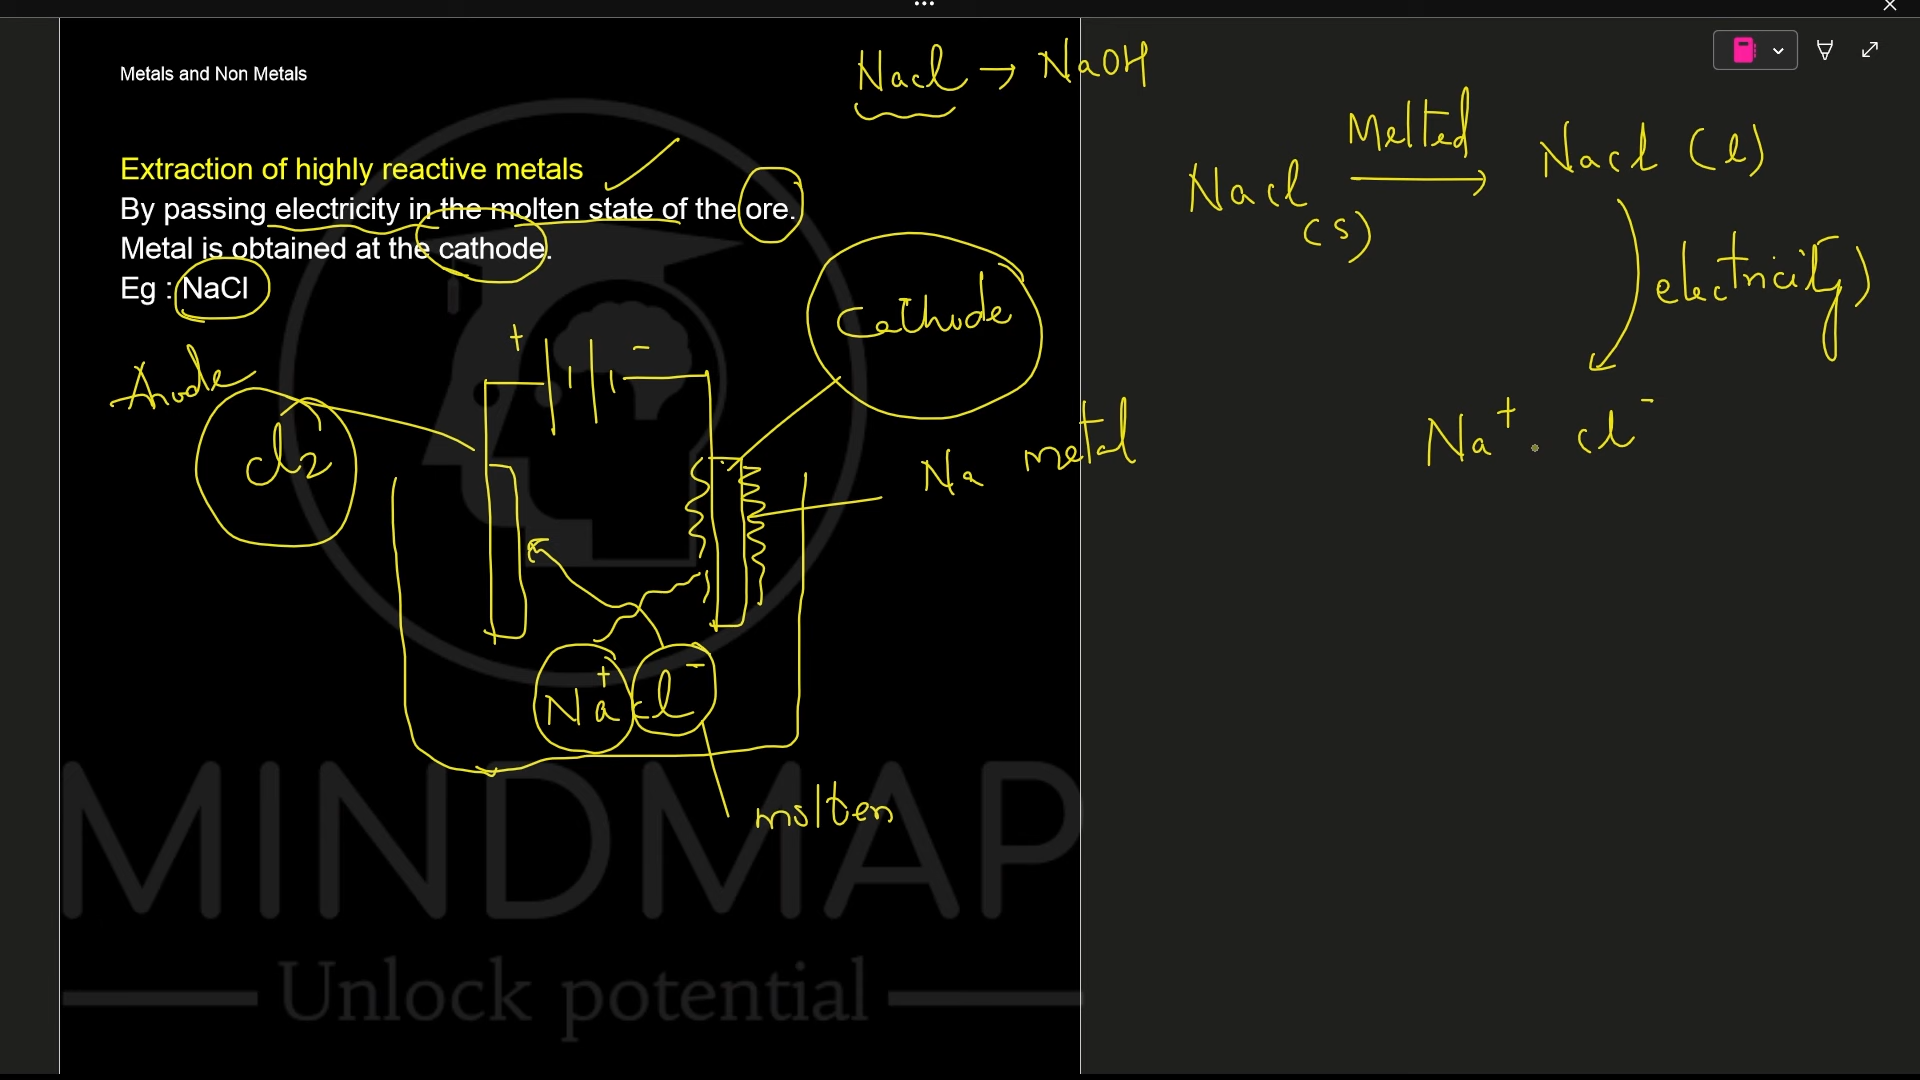 Metals and Non Metals
Nacl → NaOH
Extraction of highly reactive metals
By passing electricity in the molten state of the ore.
Metal is obtained at the cathode.
Eg : NaCl
Nacl (s) Melted → Nacl (l)
electricity
Na⁺ . cl⁻
Anode
+ -
Cathode
cl₂
Na metal
Na⁺ cl⁻
molten
MINDMAP
Unlock potential